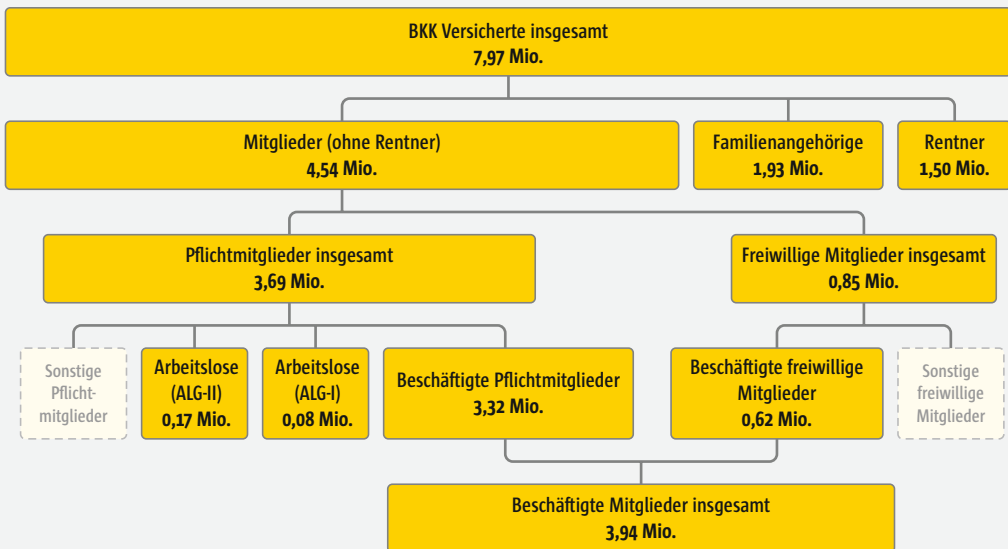 BKK Versicherte insgesamt
7,97 Mio.
Mitglieder (ohne Rentner)
4,54 Mio.
Familienangehörige
1,93 Mio.
Rentner
1,50 Mio.
Pflichtmitglieder insgesamt
3,69 Mio.
Freiwillige Mitglieder insgesamt
0,85 Mio.
Sonstige
Pflicht-
mitglieder
Arbeitslose
(ALG-II)
0,17 Mio.
Arbeitslose
(ALG-I)
0,08 Mio.
Beschäftigte Pflichtmitglieder
3,32 Mio.
Beschäftigte freiwillige
Mitglieder
0,62 Mio.
Sonstige
freiwillige
Mitglieder
Beschäftigte Mitglieder insgesamt
3,94 Mio.